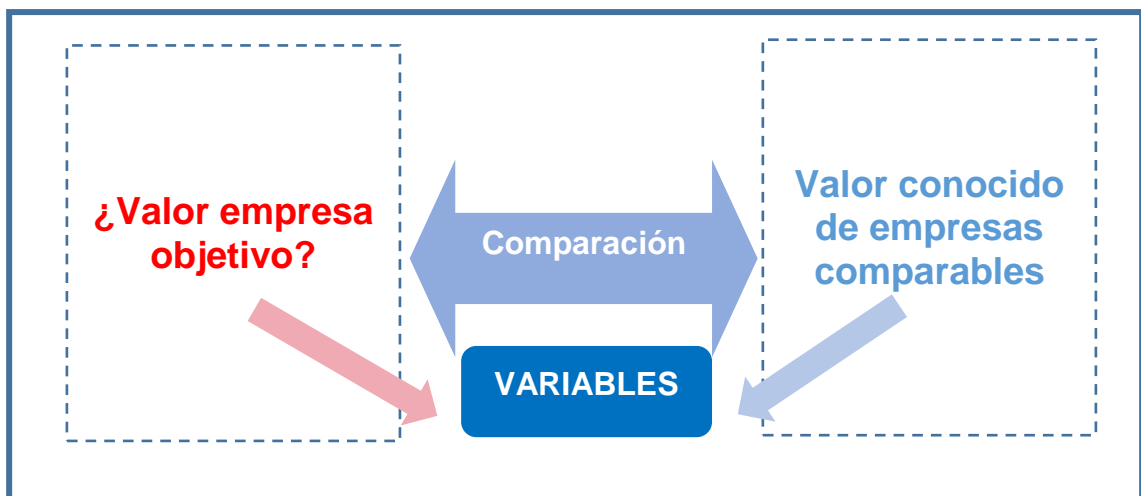 ¿Valor empresa
objetivo?
Comparación
Valor conocido
de empresas
comparables
VARIABLES